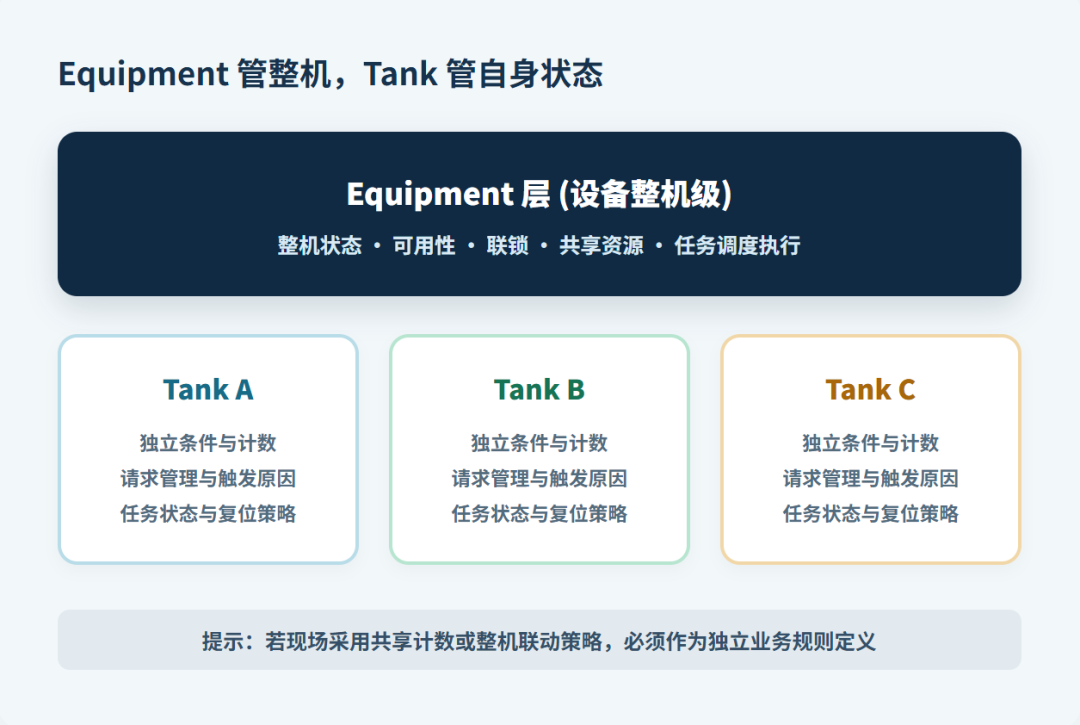 Equipment 管整机，Tank 管自身状态
Equipment 层 (设备整机级)
整机状态 • 可用性 • 联锁 • 共享资源 • 任务调度执行
Tank A
独立条件与计数
请求管理与触发原因
任务状态与复位策略
Tank B
独立条件与计数
请求管理与触发原因
任务状态与复位策略
Tank C
独立条件与计数
请求管理与触发原因
任务状态与复位策略
提示：若现场采用共享计数或整机联动策略，必须作为独立业务规则定义